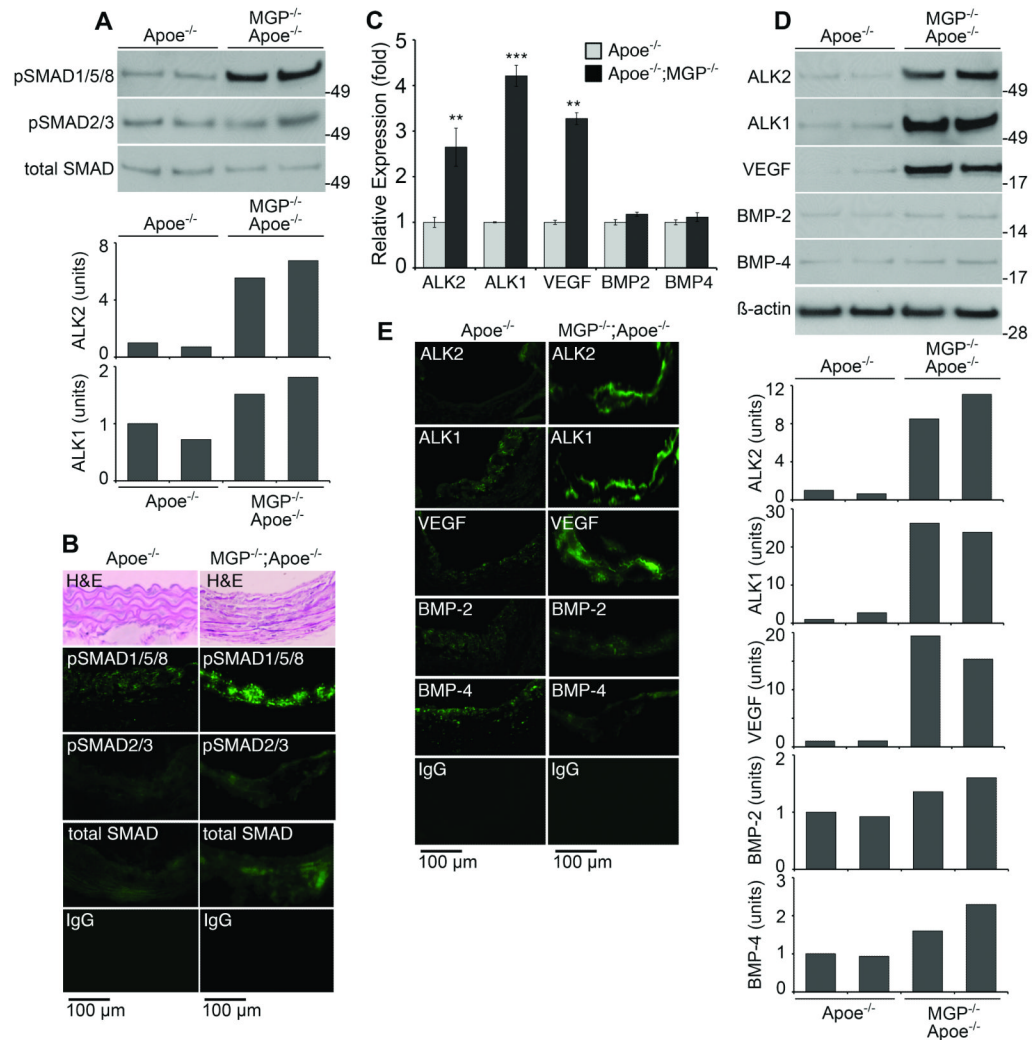 A
Apoe-/-
MGP-/-
Apoe-/-
pSMAD1/5/8
-49
pSMAD2/3
-49
total SMAD
-49
Apoe-/-
MGP-/-
Apoe-/-
ALK2 (units)
8
4
0
ALK1 (units)
2
1
0
Apoe-/-
MGP-/-
Apoe-/-
B
Apoe-/-
MGP-/-;Apoe-/-
H&E
H&E
pSMAD1/5/8
pSMAD1/5/8
pSMAD2/3
pSMAD2/3
total SMAD
total SMAD
IgG
IgG
100 µm
100 µm
C
Relative Expression (fold)
5
4
3
2
1
0
Apoe-/-
Apoe-/-;MGP-/-
**
***
**
ALK2
ALK1
VEGF
BMP2
BMP4
E
Apoe-/-
MGP-/-;Apoe-/-
ALK2
ALK2
ALK1
ALK1
VEGF
VEGF
BMP-2
BMP-2
BMP-4
BMP-4
IgG
IgG
100 µm
100 µm
D
Apoe-/-
MGP-/-
Apoe-/-
ALK2
-49
ALK1
-49
VEGF
-17
BMP-2
-14
BMP-4
-17
ß-actin
-28
Apoe-/-
MGP-/-
Apoe-/-
ALK2 (units)
12
8
4
0
ALK1 (units)
30
20
10
0
VEGF (units)
20
10
0
BMP-2 (units)
2
1
0
BMP-4 (units)
3
2
1
0
Apoe-/-
MGP-/-
Apoe-/-